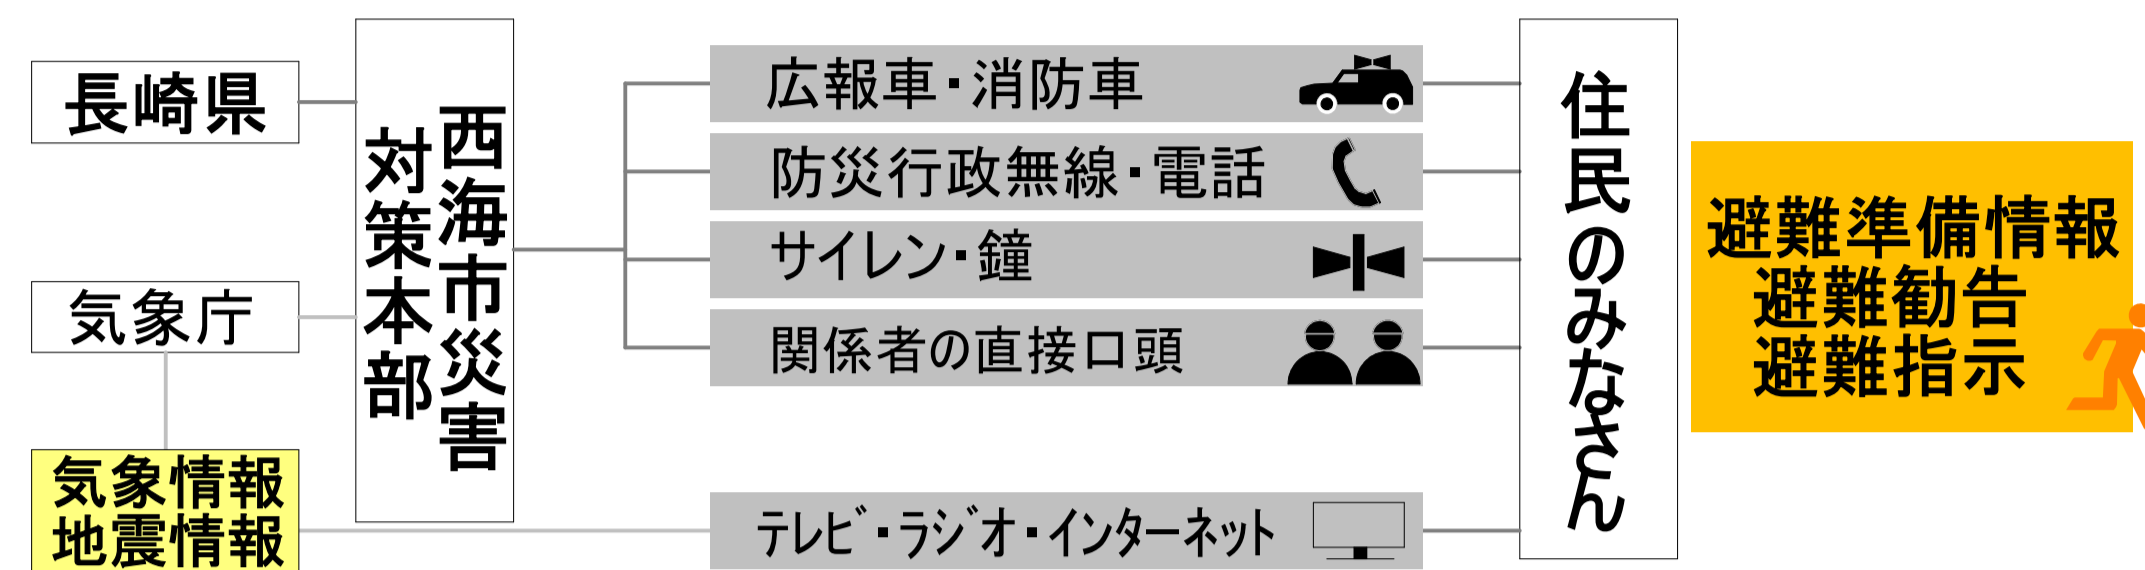 長崎県
気象庁
気象情報
地震情報
西海市災害
対策本部
広報車・消防車
防災行政無線・電話
サイレン・鐘
関係者の直接口頭
テレビ・ラジオ・インターネット
住民のみなさん
避難準備情報
避難勧告
避難指示